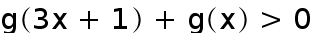 g(3x + 1) + g(x) > 0